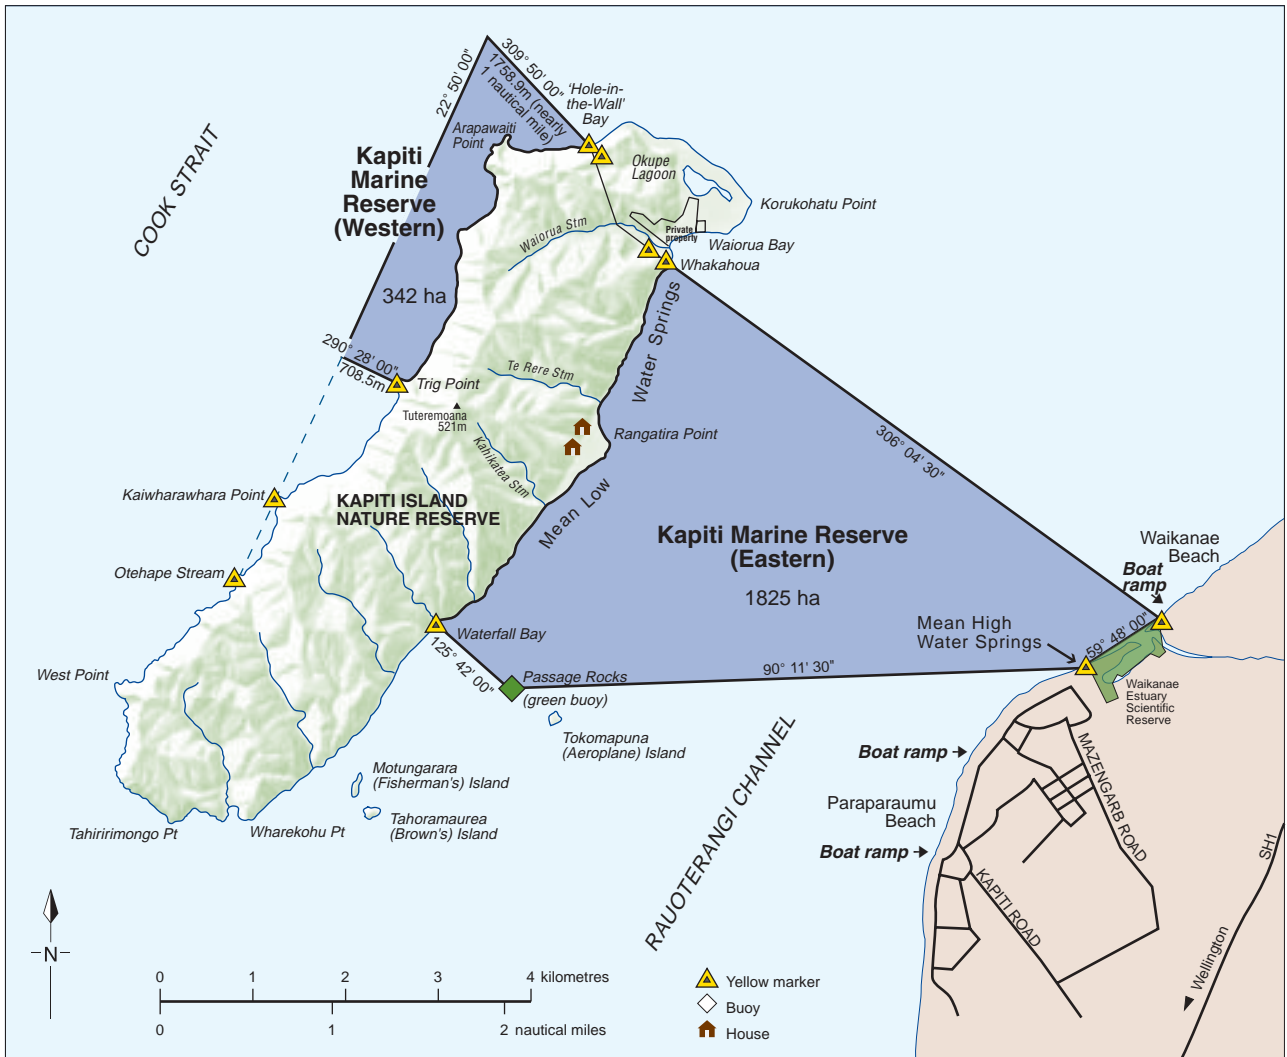 309° 50' 00"
1758.9m (nearly
1 nautical mile)
22° 50' 00"
'Hole-in-
the-Wall'
Bay
Arapawaiti
Point
COOK STRAIT
Kapiti
Marine
Reserve
(Western)
342 ha
Okupe
Lagoon
Korukohatu Point
Private
property
Waiorua Bay
Whakahoua
Waiorua Stm
290° 28' 00"
708.5m
Trig Point
Tuteremoana
521m
Te Rere Stm
Water Springs
Rangatira Point
Kahikatea Stm
Mean Low
306° 04' 30"
Kaiwharawhara Point
KAPITI ISLAND
NATURE RESERVE
Kapiti Marine Reserve
(Eastern)
1825 ha
Otehape Stream
Waikanae
Beach
Boat
ramp
Mean High
Water Springs
59° 48' 00"
Waterfall Bay
125° 42' 00"
90° 11' 30"
West Point
Passage Rocks
(green buoy)
Waikanae
Estuary
Scientific
Reserve
Tokomapuna
(Aeroplane) Island
RAUOTERANGI CHANNEL
Boat ramp
MAZENGARB ROAD
Motungarara
(Fisherman's) Island
Tahoramaurea
(Brown's) Island
Tahiririmongo Pt
Wharekohu Pt
Paraparaumu
Beach
Boat ramp
KAPITI ROAD
SH1
Wellington
N
0 1 2 3 4 kilometres
0 1 2 nautical miles
Yellow marker
Buoy
House